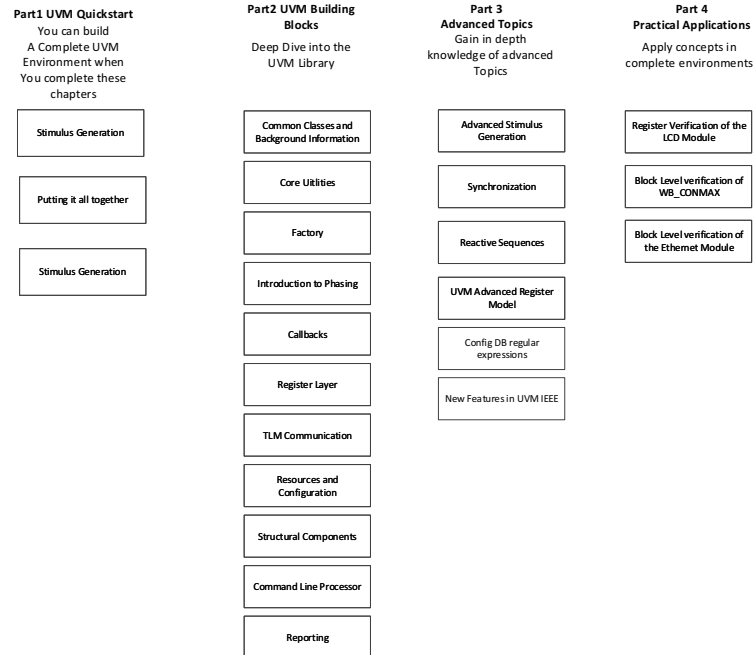 Part1 UVM Quickstart
You can build
A Complete UVM
Environment when
You complete these
chapters
Stimulus Generation
Putting it all together
Stimulus Generation
Part2 UVM Building
Blocks
Deep Dive into the
UVM Library
Common Classes and
Background Information
Core Uitlities
Factory
Introduction to Phasing
Callbacks
Register Layer
TLM Communication
Resources and
Configuration
Structural Components
Command Line Processor
Reporting
Part 3
Advanced Topics
Gain in depth
knowledge of advanced
Topics
Advanced Stimulus
Generation
Synchronization
Reactive Sequences
UVM Advanced Register
Model
Config DB regular
expressions
New Features in UVM IEEE
Part 4
Practical Applications
Apply concepts in
complete environments
Register Verification of the
LCD Module
Block Level verification of
WB_CONMAX
Block Level verification of
the Ethernet Module